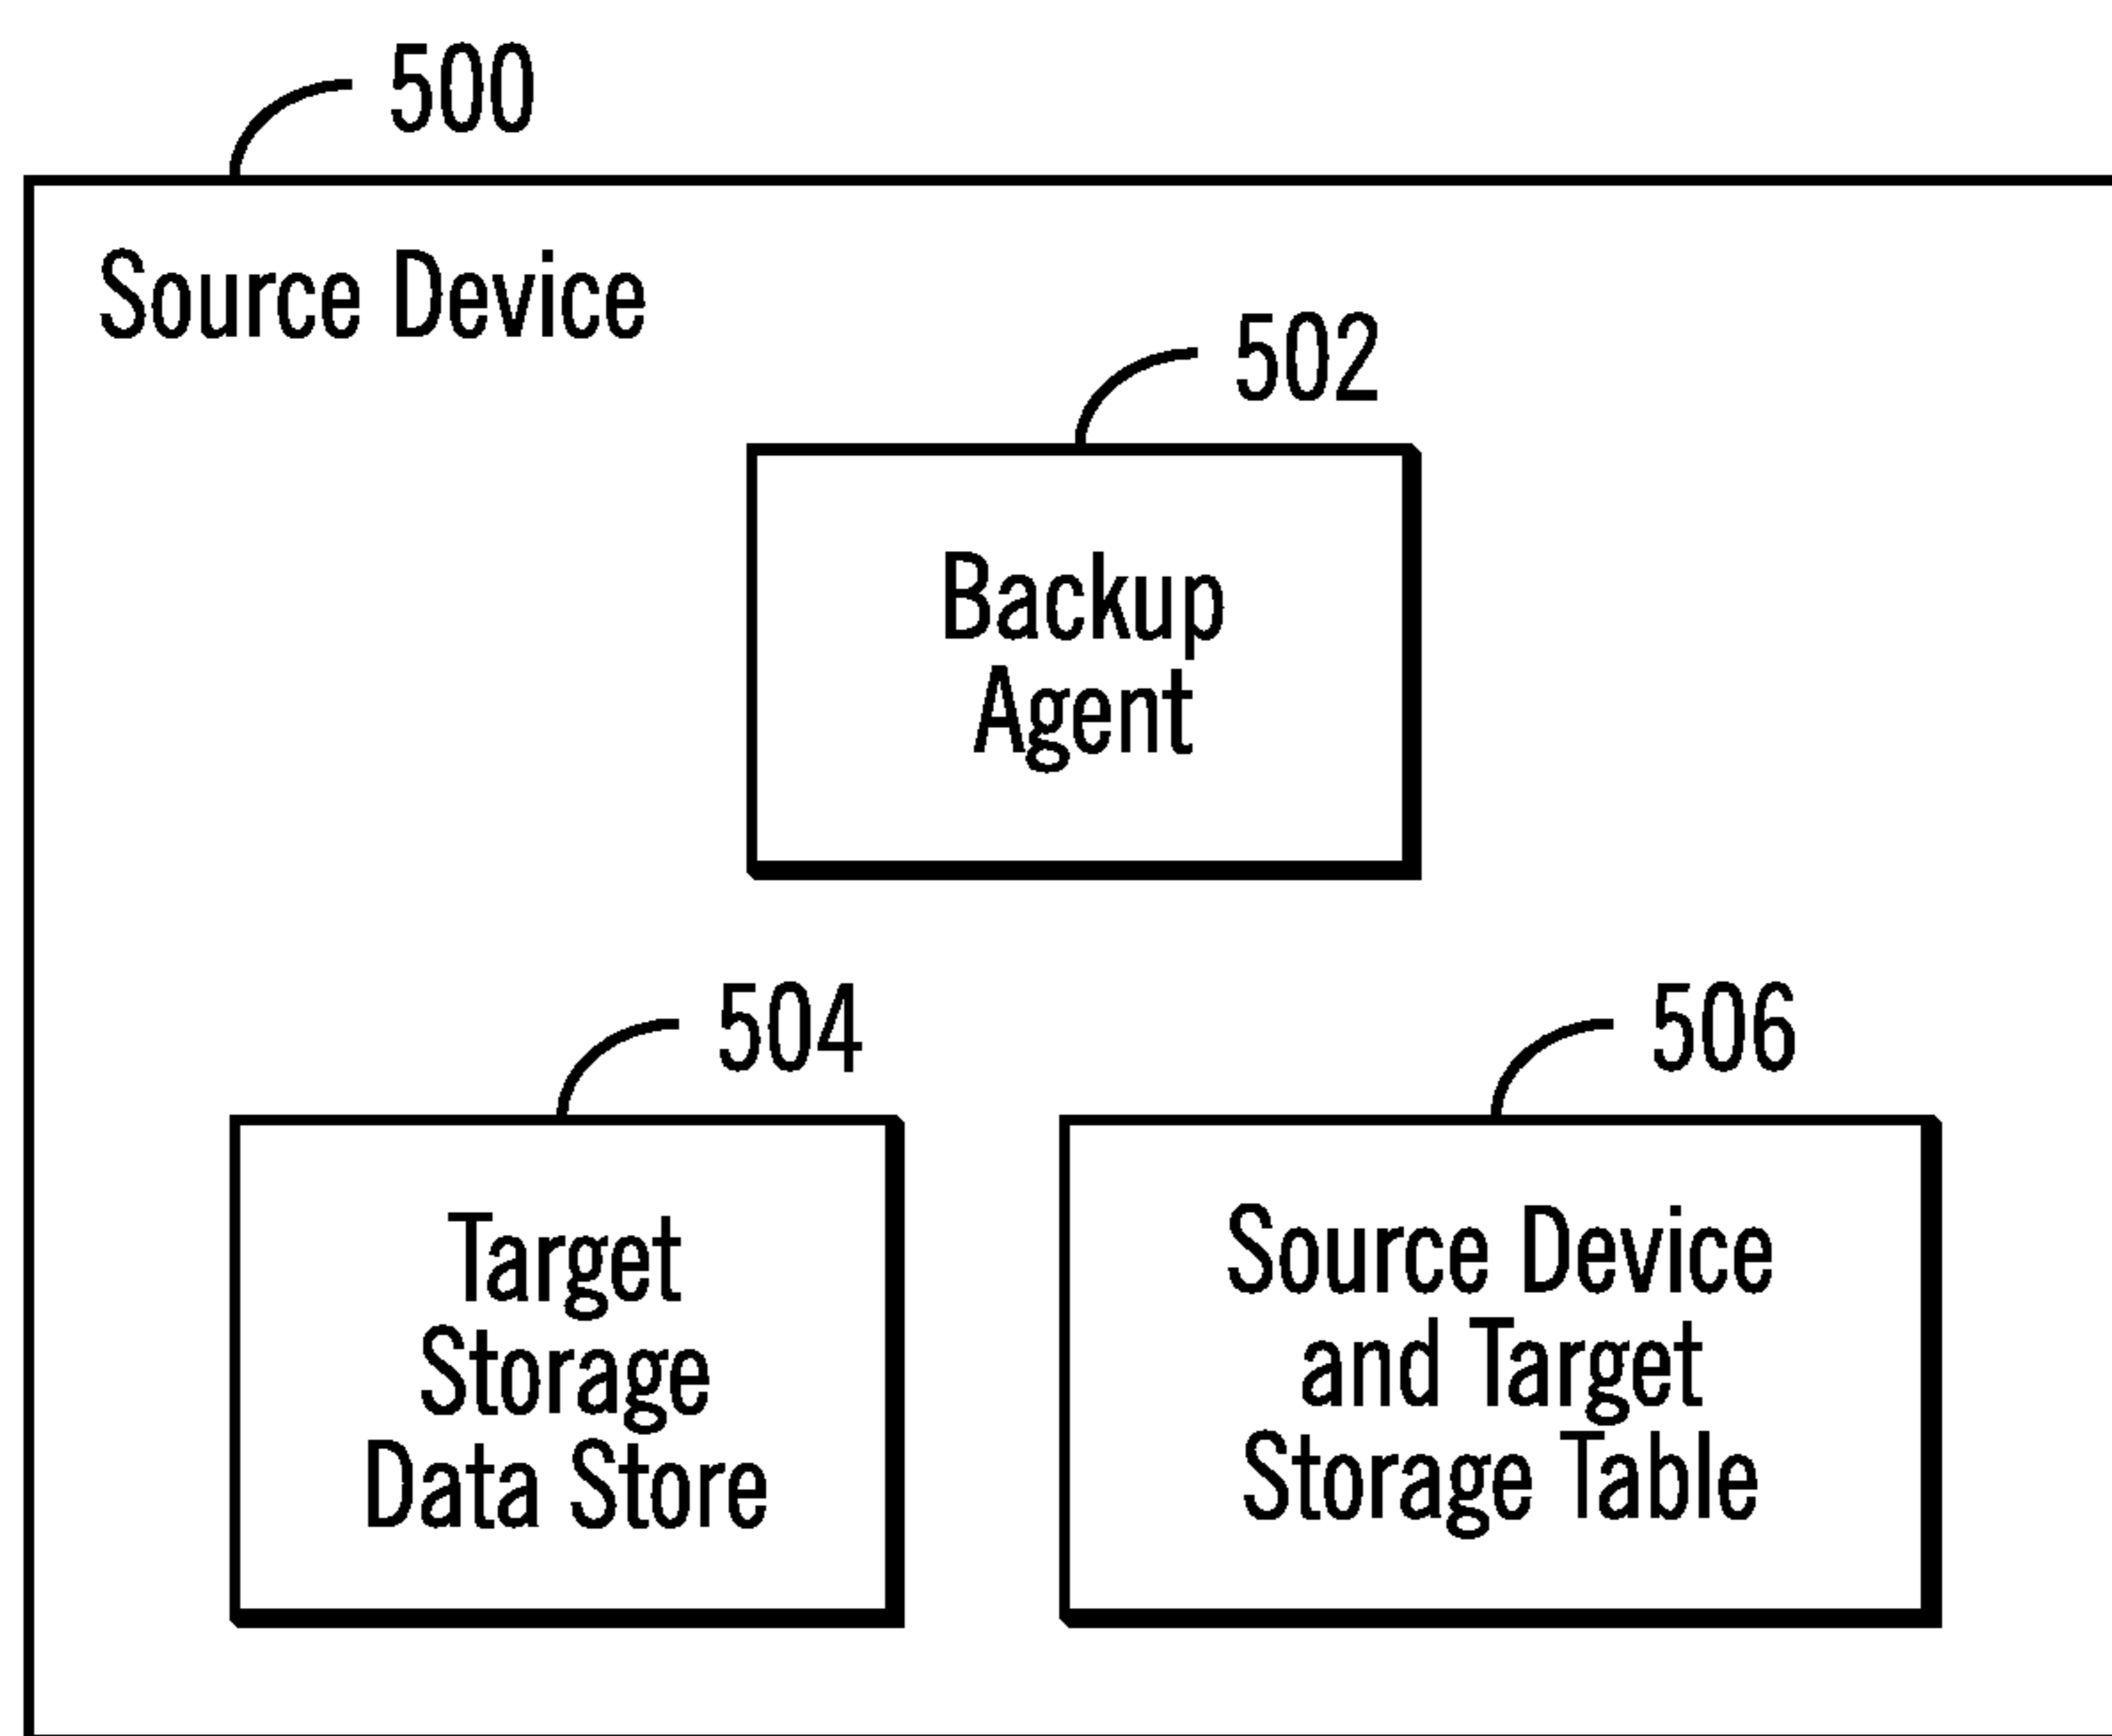 500
Source Device
502
Backup
Agent
504
Target
Storage
Data Store
506
Source Device
and Target
Storage Table